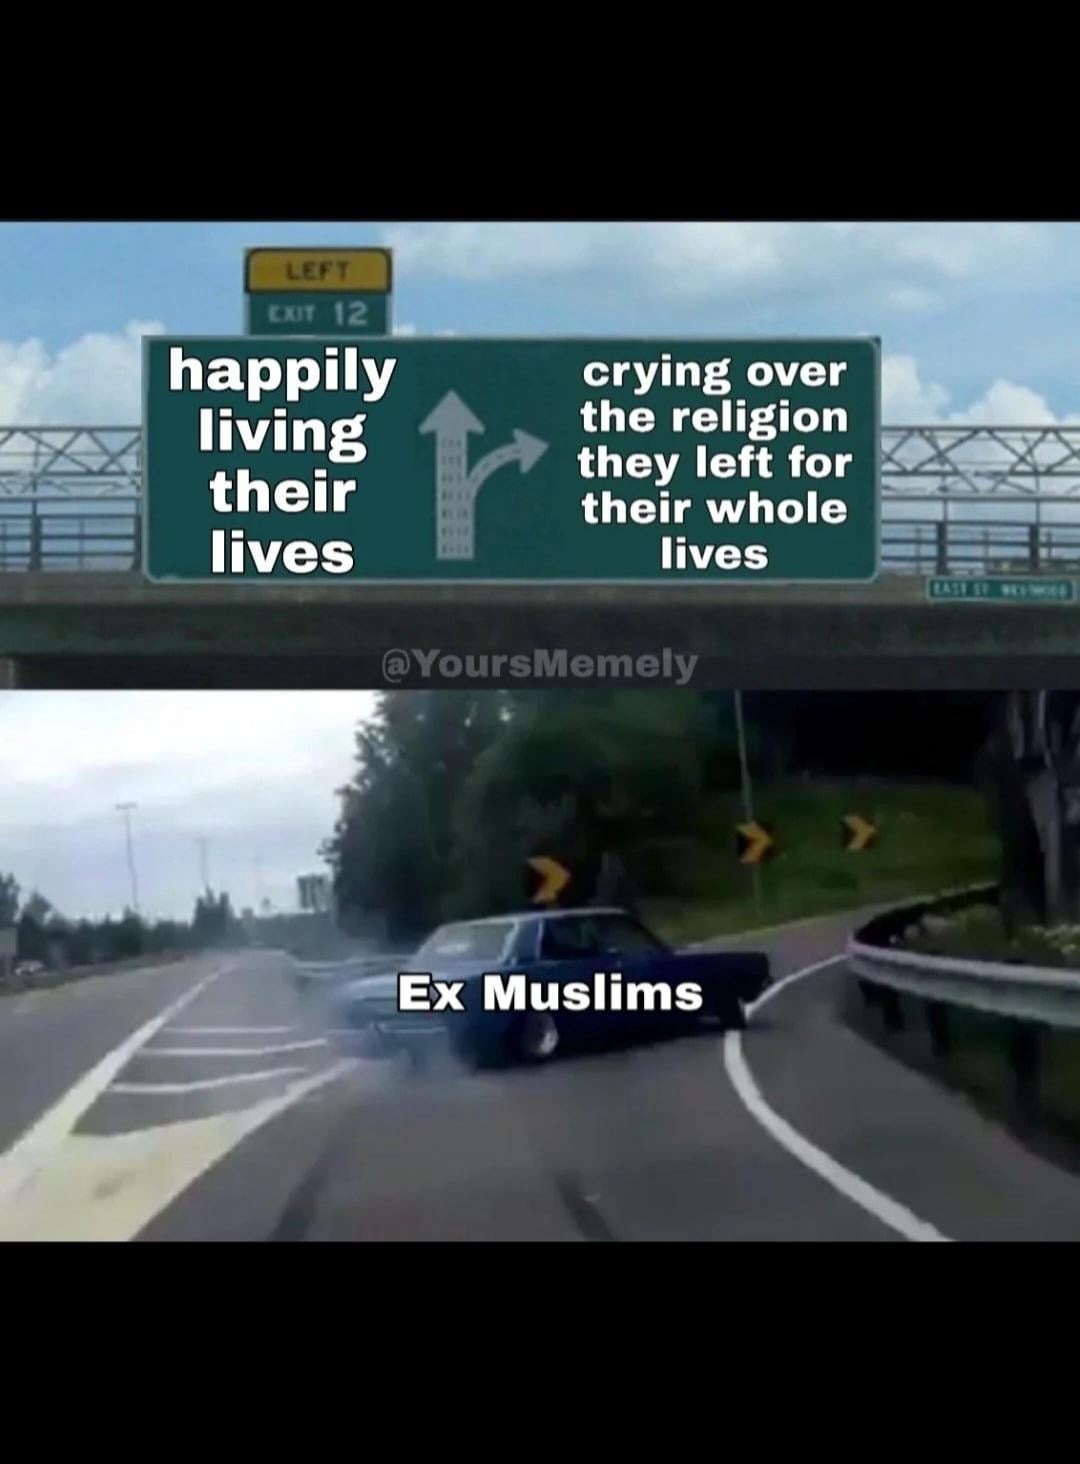 LEFT
EXIT 12
happily
living
their
lives
crying over
the religion
they left for
their whole
lives
@YoursMemely
Ex Muslims